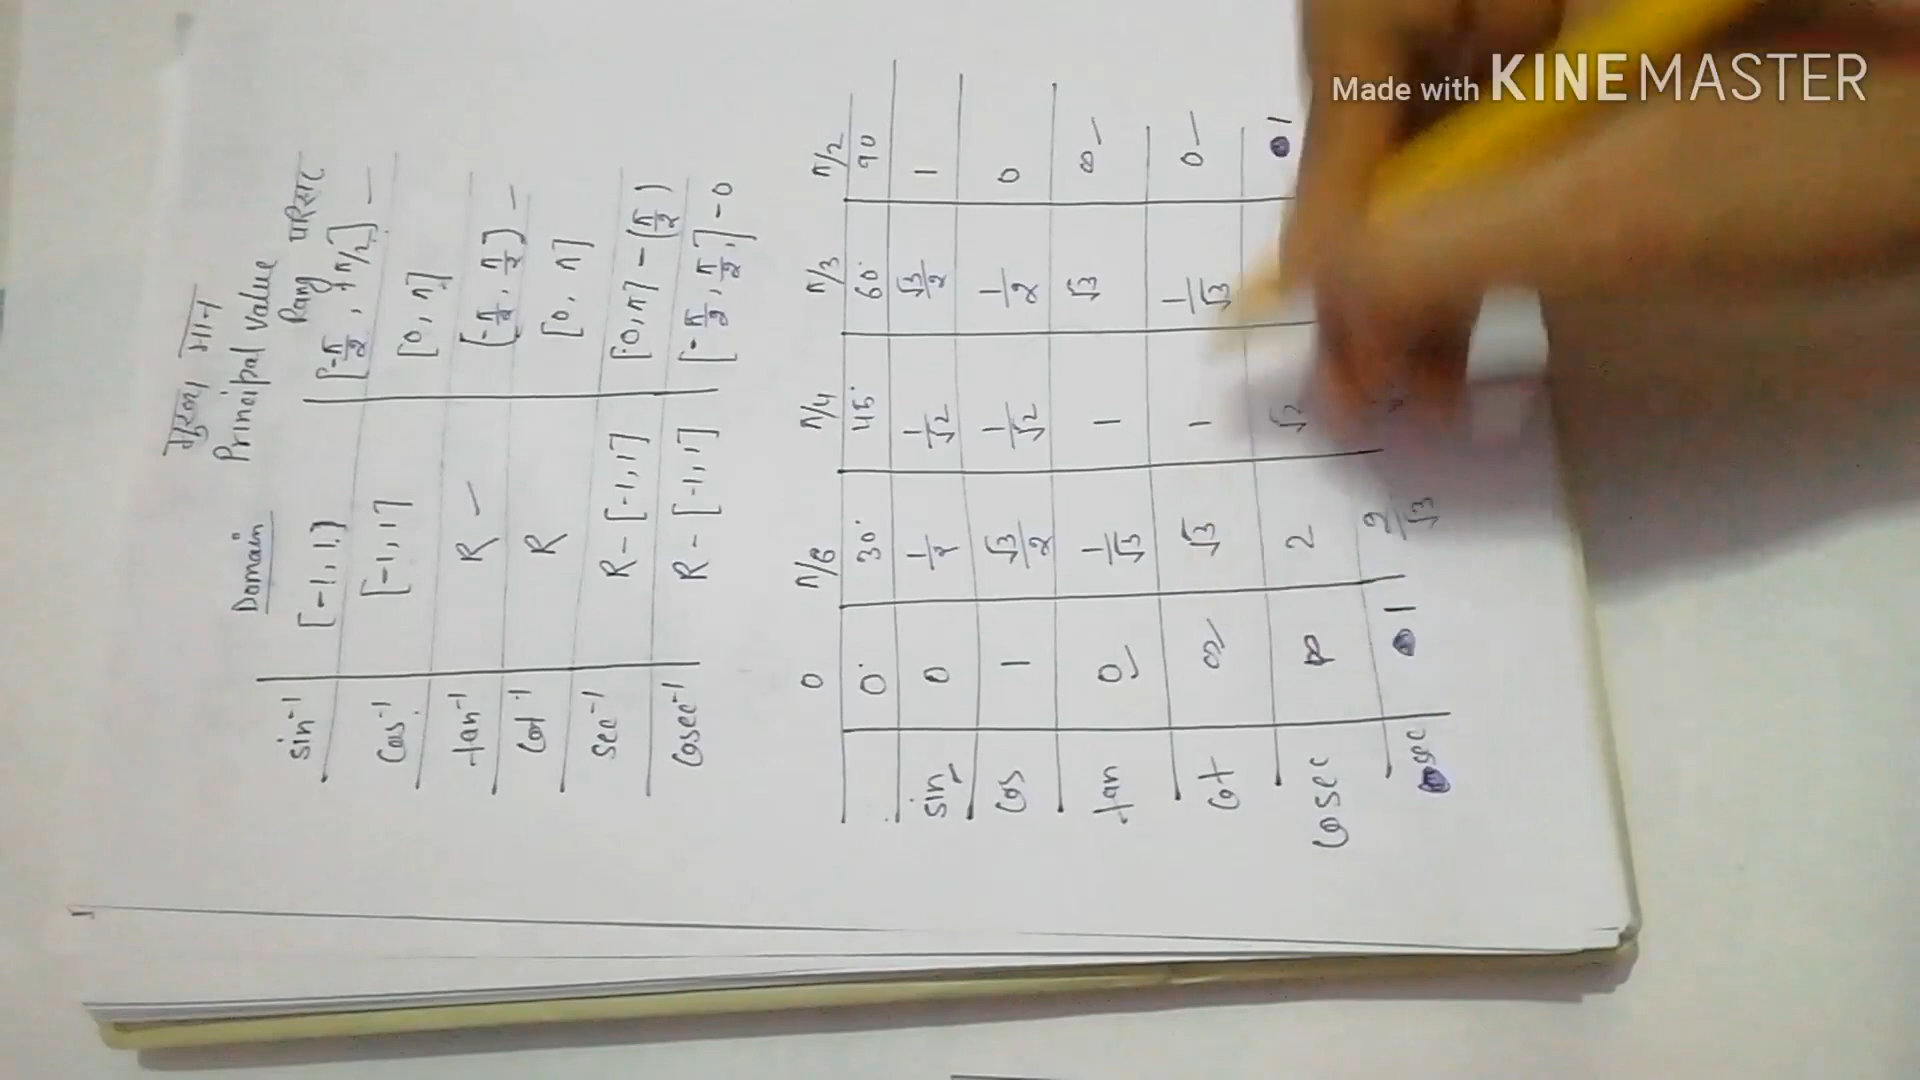 Made with KINEMASTER
मुख्य मान
Principal Value
Domain Rang परिसर
sin⁻¹ [-1,1] [-π/2, +π/2] –
Cos⁻¹ [-1,1] [0,π]
tan⁻¹ R – (-π/2, π/2) –
Cot⁻¹ R [0,π]
Sec⁻¹ R-[-1,1] [0,π]-(π/2)
Cosec⁻¹ R-[-1,1] [-π/2, π/2]-0
0 π/6 π/4 π/3 π/2
0° 30° 45° 60° 90
sin 0 1/2 1/√2 √3/2 1
Cos 1 √3/2 1/√2 1/2 0
tan 0 1/√3 1 √3 ∞
Cot ∞ √3 1 1/√3 0
Cosec ∞ 2 √2 1
sec 1 2/√3